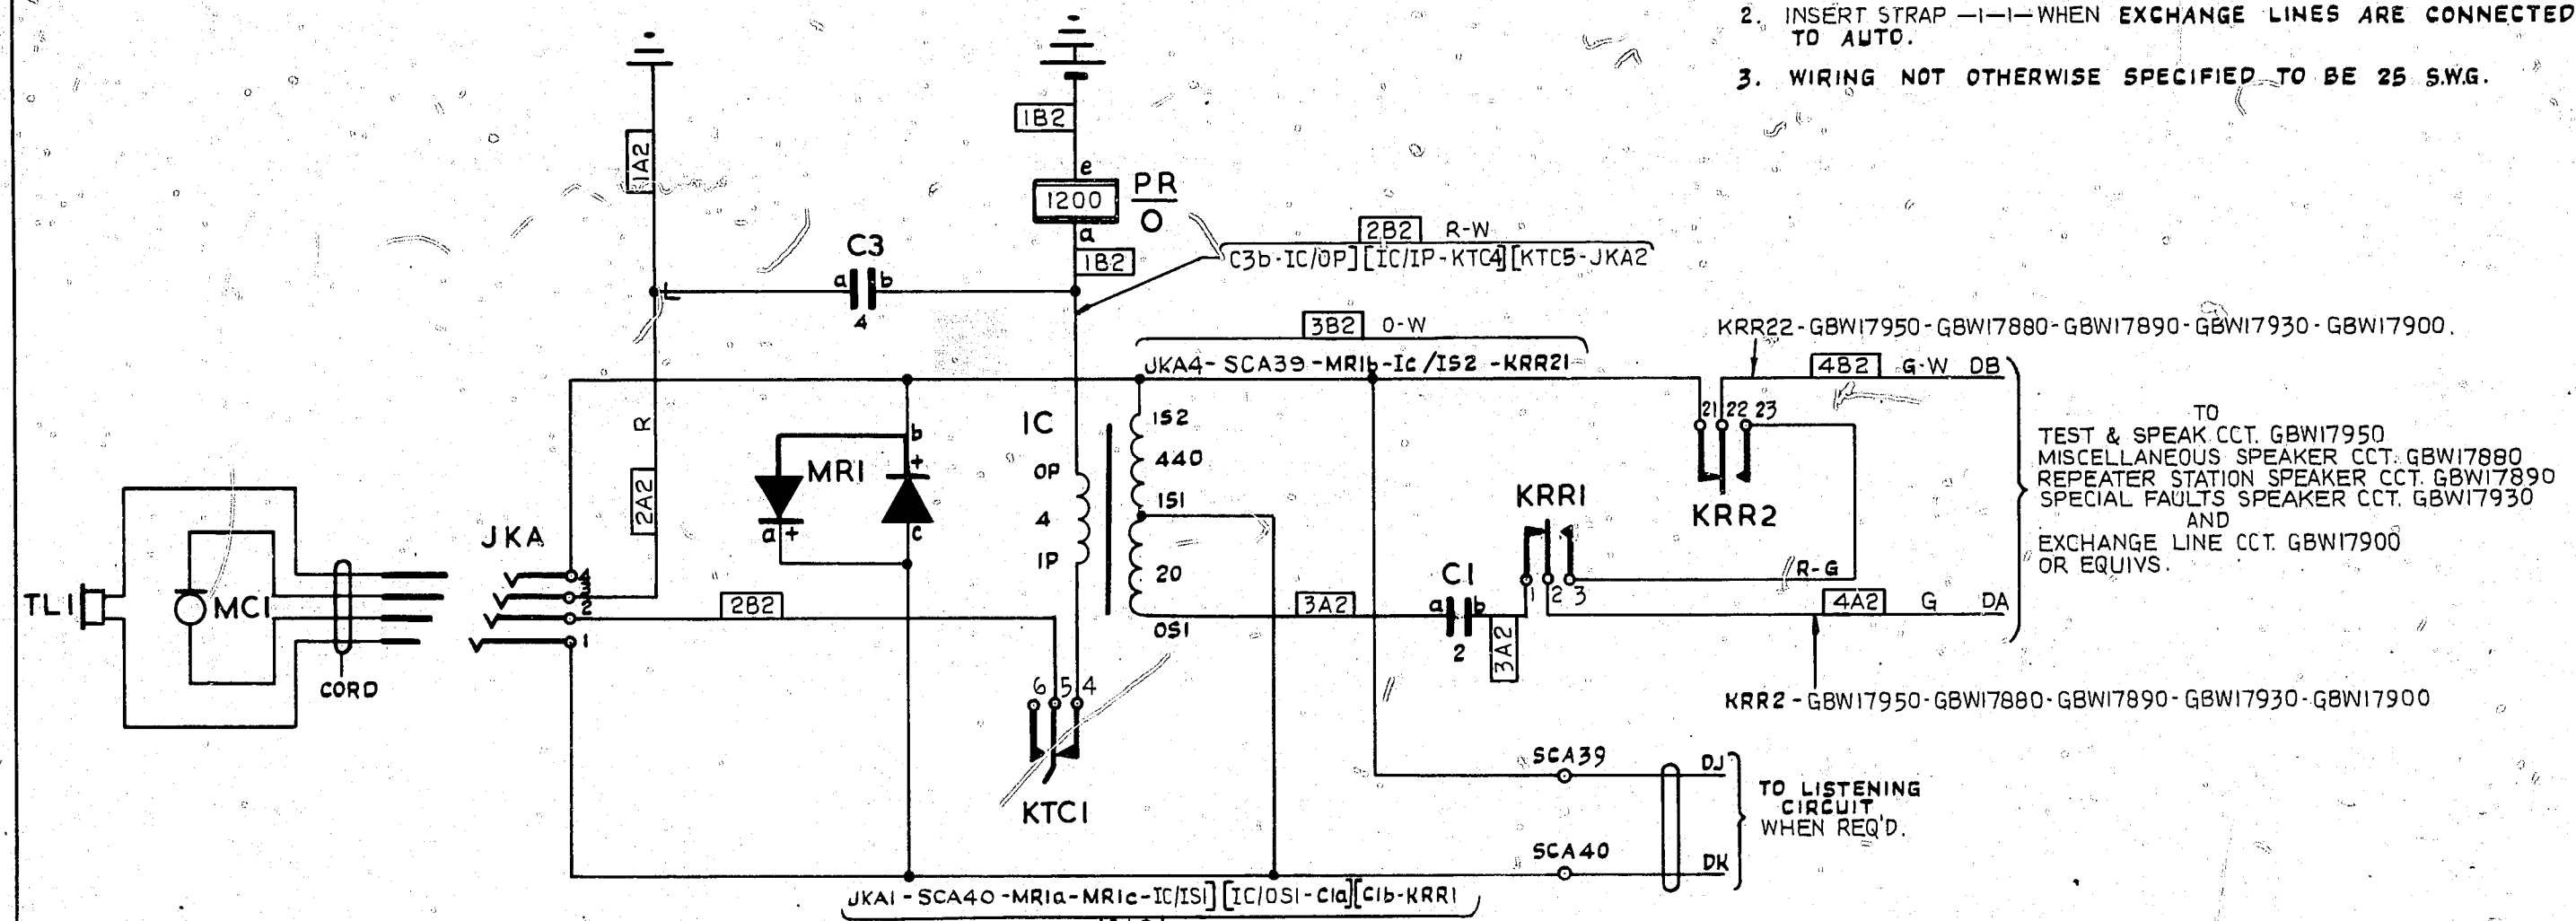 2. INSERT STRAP —I—I— WHEN EXCHANGE LINES ARE CONNECTED
TO AUTO.
3. WIRING NOT OTHERWISE SPECIFIED TO BE 25 S.W.G.
1A2
1B2
e
1200
PR
O
a
1B2
C3
a b
4
2B2 R-W
C3b-IC/OP][IC/IP-KTC4][KTC5-JKA2
3B2 O-W
JKA4-SCA39-MR1b-IC/IS2-KRR21
KRR22-GBW17950-GBW17880-GBW17890-GBW17930-GBW17900.
4B2 G-W DB
21 22 23
KRR2
TO
TEST & SPEAK CCT. GBW17950
MISCELLANEOUS SPEAKER CCT. GBW17880
REPEATER STATION SPEAKER CCT. GBW17890
SPECIAL FAULTS SPEAKER CCT. GBW17930
AND
EXCHANGE LINE CCT. GBW17900
OR EQUIVS.
R
2A2
MR1
b
+
a +
c
IC
OP
4
IP
IS2
440
IS1
20
OS1
KRR1
1 2 3
R-G
4A2 G DA
C1
a b
2
3A2
3A2
JKA
4
3
2
1
2B2
TL1
MC1
CORD
6 5 4
KTC1
KRR2-GBW17950-GBW17880-GBW17890-GBW17930-GBW17900
SCA39
DJ
SCA40
DK
TO LISTENING
CIRCUIT
WHEN REQ'D.
JKA1-SCA40-MR1a-MR1c-IC/IS1][IC/OS1-C1a][C1b-KRR1